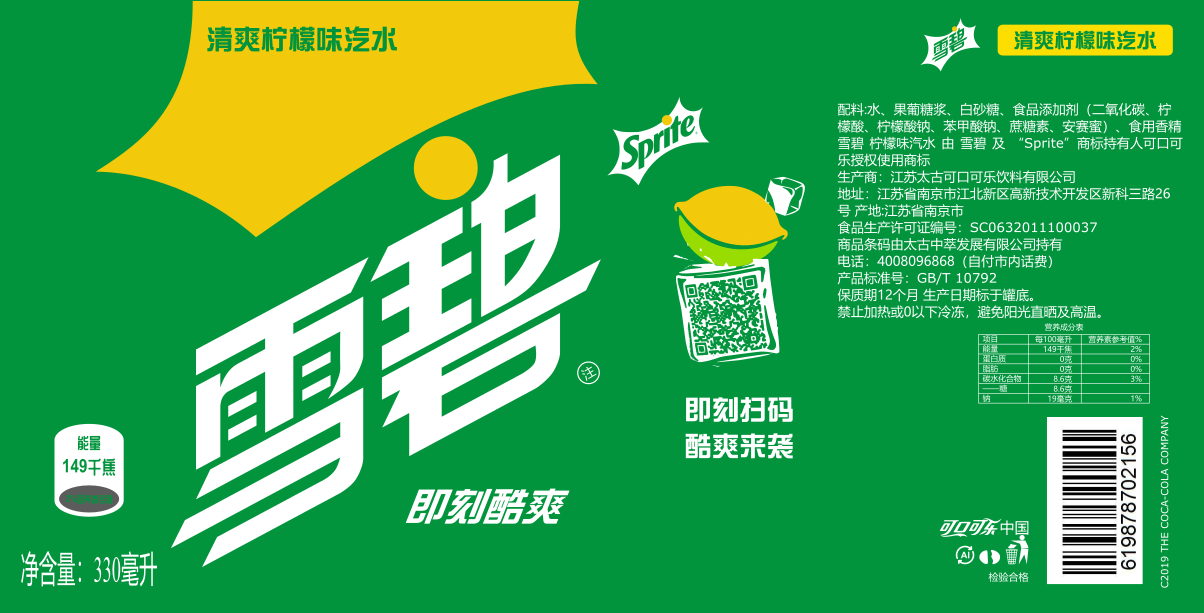 清爽柠檬味汽水
雪碧
注
即刻酷爽
能量
149千焦
净含量：330毫升
Sprite
即刻扫码
酷爽来袭
雪碧
清爽柠檬味汽水
配料:水、果葡糖浆、白砂糖、食品添加剂（二氧化碳、柠
檬酸、柠檬酸钠、苯甲酸钠、蔗糖素、安赛蜜）、食用香精
雪碧 柠檬味汽水 由 雪碧 及 “Sprite”商标持有人可口可
乐授权使用商标
生产商：江苏太古可口可乐饮料有限公司
地址：江苏省南京市江北新区高新技术开发区新科三路26
号 产地:江苏省南京市
食品生产许可证编号：SC0632011100037
商品条码由太古中萃发展有限公司持有
电话：4008096868（自付市内话费）
产品标准号：GB/T 10792
保质期12个月 生产日期标于罐底。
禁止加热或0以下冷冻，避免阳光直晒及高温。
营养成分表
项目 每100毫升 营养素参考值%
能量 149千焦 2%
蛋白质 0克 0%
脂肪 0克 0%
碳水化合物 8.6克 3%
——糖 8.6克
钠 19毫克 1%
可口可乐中国
Al
检验合格
619878702156
C2019 THE COCA-COLA COMPANY